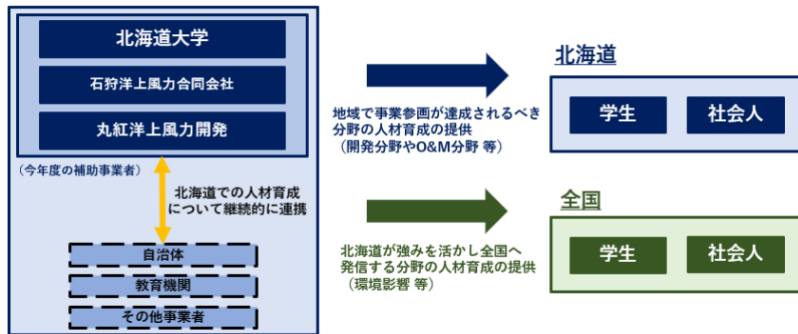 北海道大学
石狩洋上風力合同会社
丸紅洋上風力開発
(今年度の補助事業者)
北海道での人材育成
について継続的に連携
自治体
教育機関
その他事業者
地域で事業参画が達成されるべき
分野の人材育成の提供
(開発分野やO&M分野 等)
北海道
学生
社会人
北海道が強みを活かし全国へ
発信する分野の人材育成の提供
(環境影響 等)
全国
学生
社会人